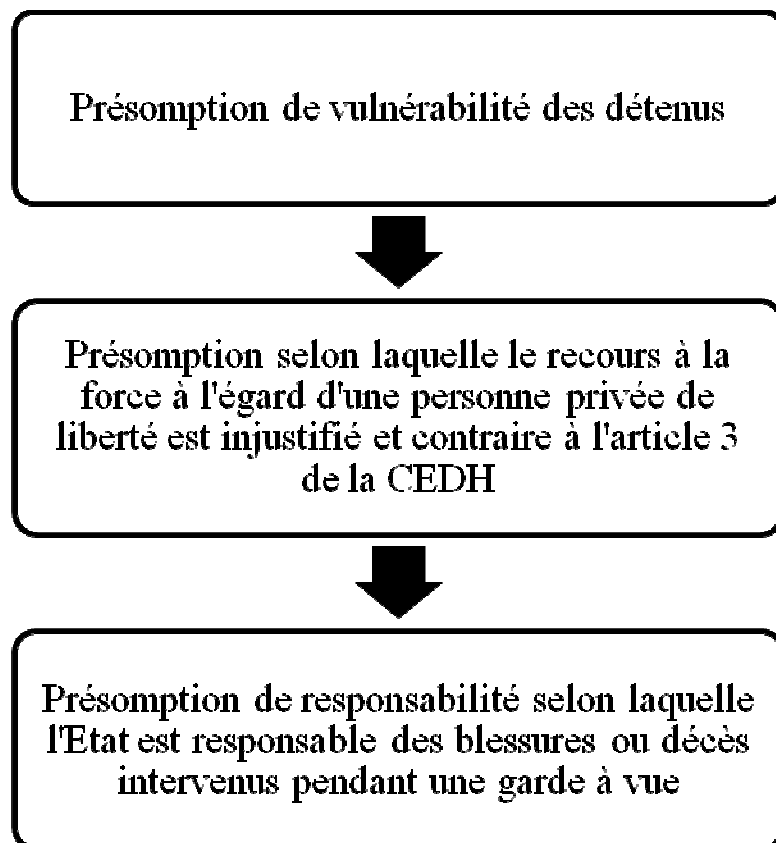 Présomption de vulnérabilité des détenus
Présomption selon laquelle le recours à la
force à l'égard d'une personne privée de
liberté est injustifié et contraire à l'article 3
de la CEDH
Présomption de responsabilité selon laquelle
l'Etat est responsable des blessures ou décès
intervenus pendant une garde à vue